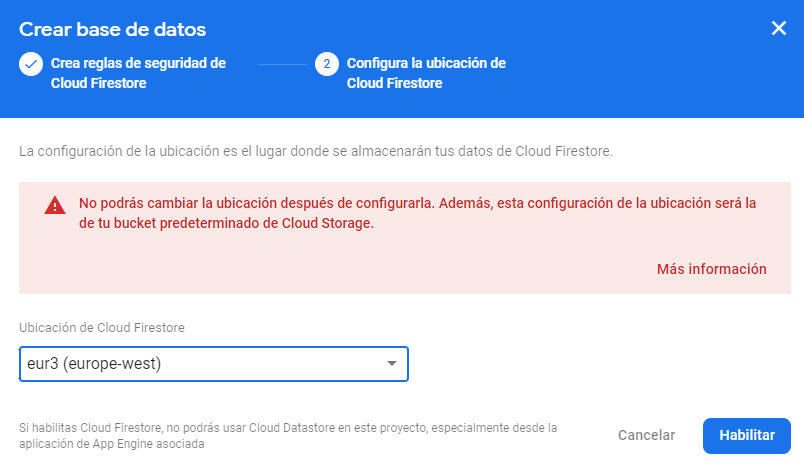 Crear base de datos
Crea reglas de seguridad de
Cloud Firestore
2
Configura la ubicación de
Cloud Firestore
La configuración de la ubicación es el lugar donde se almacenarán tus datos de Cloud Firestore.
No podrás cambiar la ubicación después de configurarla. Además, esta configuración de la ubicación será la
de tu bucket predeterminado de Cloud Storage.
Más información
Ubicación de Cloud Firestore
eur3 (europe-west)
Si habilitas Cloud Firestore, no podrás usar Cloud Datastore en este proyecto, especialmente desde la
aplicación de App Engine asociada
Cancelar
Habilitar